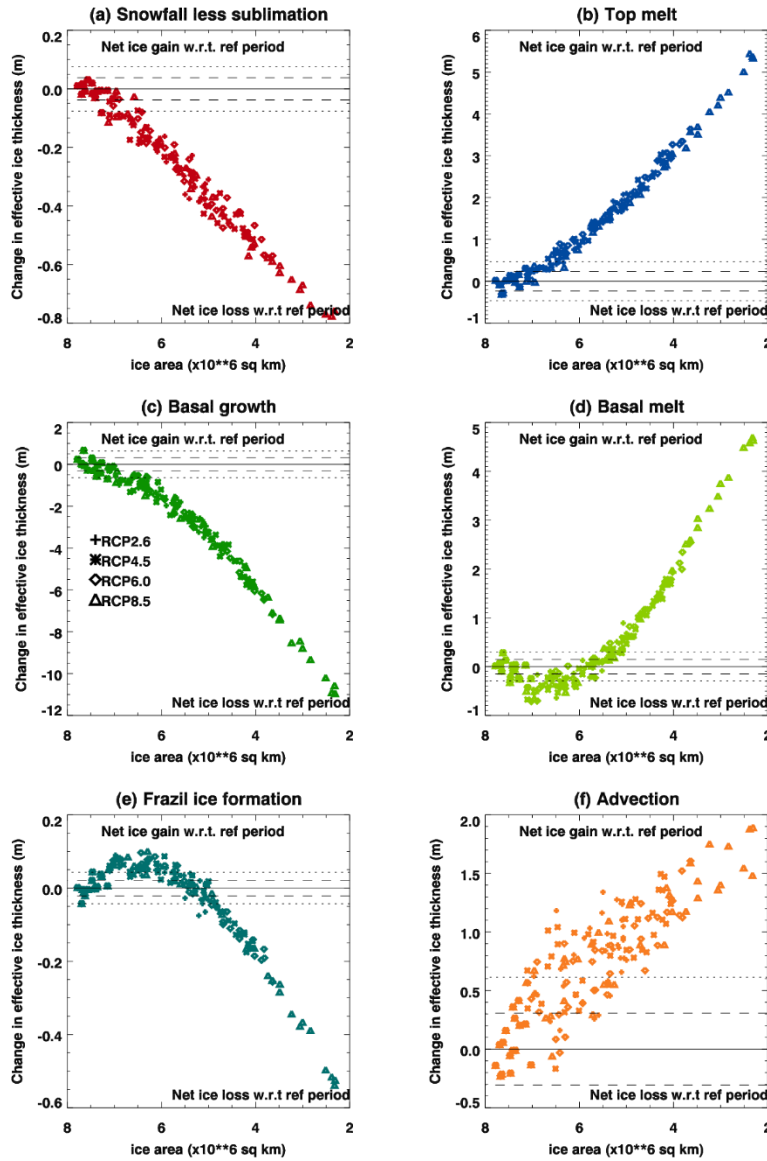 (a) Snowfall less sublimation
Change in effective ice thickness (m)
0.2
0.0
-0.2
-0.4
-0.6
-0.8
Net ice gain w.r.t. ref period
Net ice loss w.r.t ref period
8 6 4 2
ice area (x10**6 sq km)
(b) Top melt
Change in effective ice thickness (m)
6
5
4
3
2
1
0
-1
Net ice gain w.r.t. ref period
Net ice loss w.r.t ref period
8 6 4 2
ice area (x10**6 sq km)
(c) Basal growth
Change in effective ice thickness (m)
2
0
-2
-4
-6
-8
-10
-12
Net ice gain w.r.t. ref period
+RCP2.6
RCP4.5
◇RCP6.0
△RCP8.5
Net ice loss w.r.t ref period
8 6 4 2
ice area (x10**6 sq km)
(d) Basal melt
Change in effective ice thickness (m)
5
4
3
2
1
0
-1
Net ice gain w.r.t. ref period
Net ice loss w.r.t ref period
8 6 4 2
ice area (x10**6 sq km)
(e) Frazil ice formation
Change in effective ice thickness (m)
0.2
0.0
-0.2
-0.4
-0.6
Net ice gain w.r.t. ref period
Net ice loss w.r.t ref period
8 6 4 2
ice area (x10**6 sq km)
(f) Advection
Change in effective ice thickness (m)
2.0
1.5
1.0
0.5
0.0
-0.5
Net ice gain w.r.t. ref period
Net ice loss w.r.t ref period
8 6 4 2
ice area (x10**6 sq km)